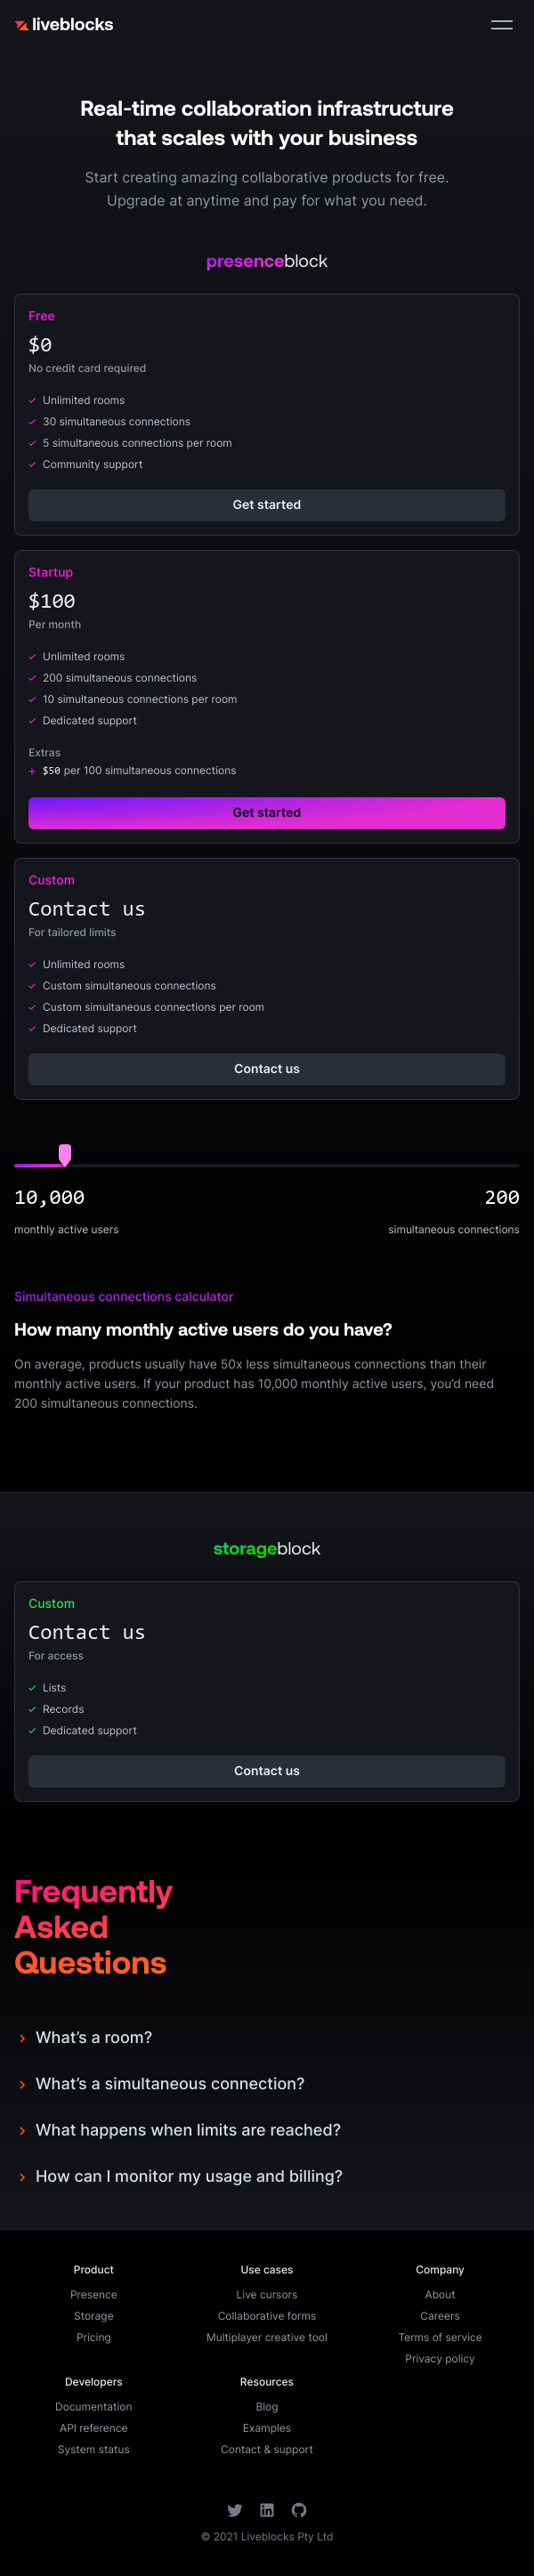 liveblocks
Real-time collaboration infrastructure
that scales with your business
Start creating amazing collaborative products for free.
Upgrade at anytime and pay for what you need.
presenceblock
Free
$0
No credit card required
Unlimited rooms
30 simultaneous connections
5 simultaneous connections per room
Community support
Get started
Startup
$100
Per month
Unlimited rooms
200 simultaneous connections
10 simultaneous connections per room
Dedicated support
Extras
$50 per 100 simultaneous connections
Get started
Custom
Contact us
For tailored limits
Unlimited rooms
Custom simultaneous connections
Custom simultaneous connections per room
Dedicated support
Contact us
10,000 200
monthly active users simultaneous connections
Simultaneous connections calculator
How many monthly active users do you have?
On average, products usually have 50x less simultaneous connections than their
monthly active users. If your product has 10,000 monthly active users, you’d need
200 simultaneous connections.
storageblock
Custom
Contact us
For access
Lists
Records
Dedicated support
Contact us
Frequently
Asked
Questions
What’s a room?
What’s a simultaneous connection?
What happens when limits are reached?
How can I monitor my usage and billing?
Product
Presence
Storage
Pricing
Use cases
Live cursors
Collaborative forms
Multiplayer creative tool
Company
About
Careers
Terms of service
Privacy policy
Developers
Documentation
API reference
System status
Resources
Blog
Examples
Contact & support
© 2021 Liveblocks Pty Ltd